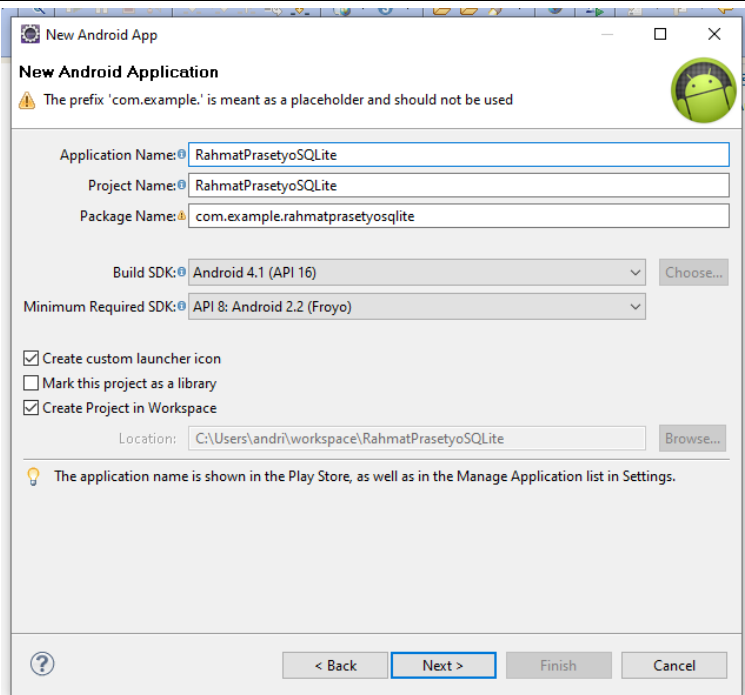 New Android App
New Android Application
The prefix 'com.example.' is meant as a placeholder and should not be used
Application Name: RahmatPrasetyoSQLite
Project Name: RahmatPrasetyoSQLite
Package Name: com.example.rahmatprasetyosqlite
Build SDK: Android 4.1 (API 16) Choose...
Minimum Required SDK: API 8: Android 2.2 (Froyo)
Create custom launcher icon
Mark this project as a library
Create Project in Workspace
Location: C:\Users\andri\workspace\RahmatPrasetyoSQLite Browse...
The application name is shown in the Play Store, as well as in the Manage Application list in Settings.
? < Back Next > Finish Cancel